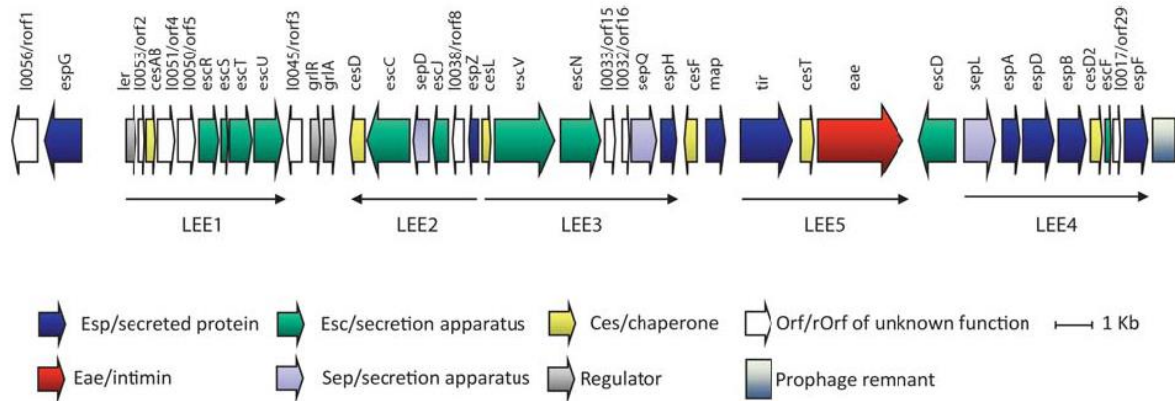 l0056/rorf1
espG
ler
l0053/orf2
cesAB
l0051/orf4
l0050/orf5
escR
escS
escT
escU
l0045/rorf3
grlR
grlA
cesD
escC
sepD
escJ
l0038/rorf8
espZ
cesL
escV
escN
l0033/orf15
l0032/orf16
sepQ
espH
cesF
map
tir
cesT
eae
escD
sepL
espA
espD
espB
cesD2
escF
l0017/orf29
espF
LEE1
LEE2
LEE3
LEE5
LEE4
Esp/secreted protein
Esc/secretion apparatus
Ces/chaperone
Orf/rOrf of unknown function
1 Kb
Eae/intimin
Sep/secretion apparatus
Regulator
Prophage remnant